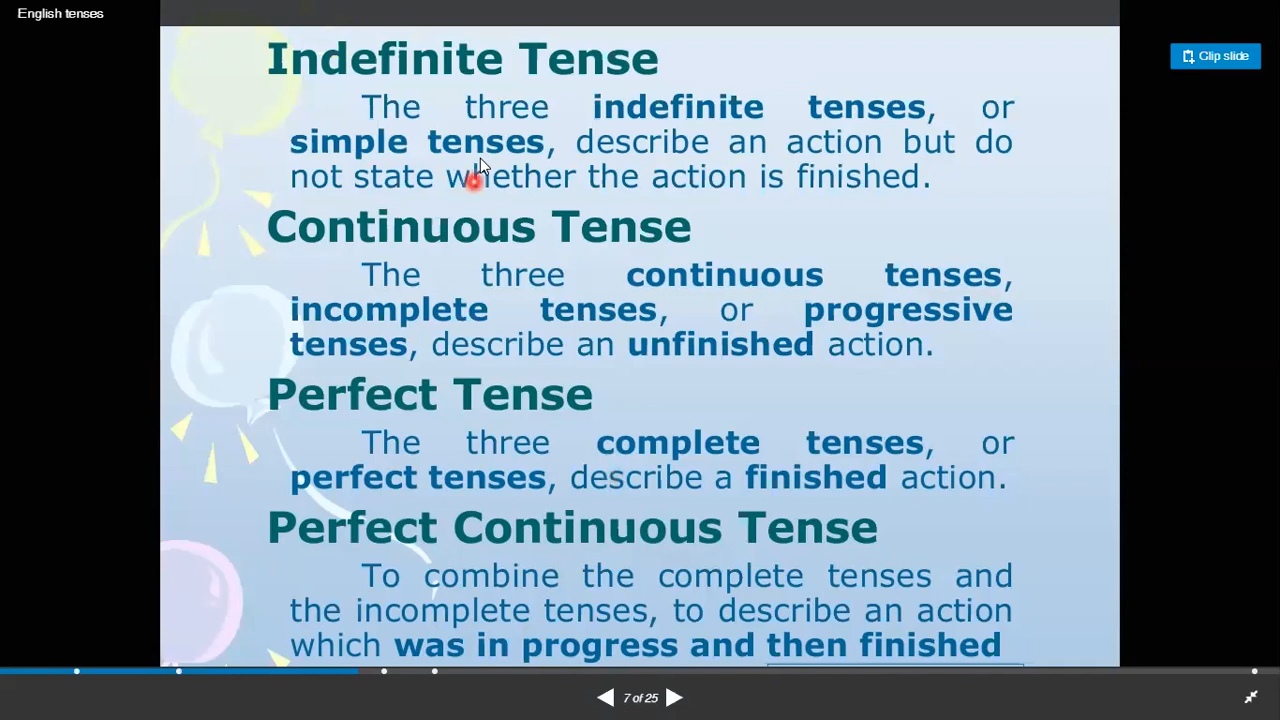 English tenses
Clip slide
Indefinite Tense
The three indefinite tenses, or
simple tenses, describe an action but do
not state whether the action is finished.
Continuous Tense
The three continuous tenses,
incomplete tenses, or progressive
tenses, describe an unfinished action.
Perfect Tense
The three complete tenses, or
perfect tenses, describe a finished action.
Perfect Continuous Tense
To combine the complete tenses and
the incomplete tenses, to describe an action
which was in progress and then finished
7 of 25